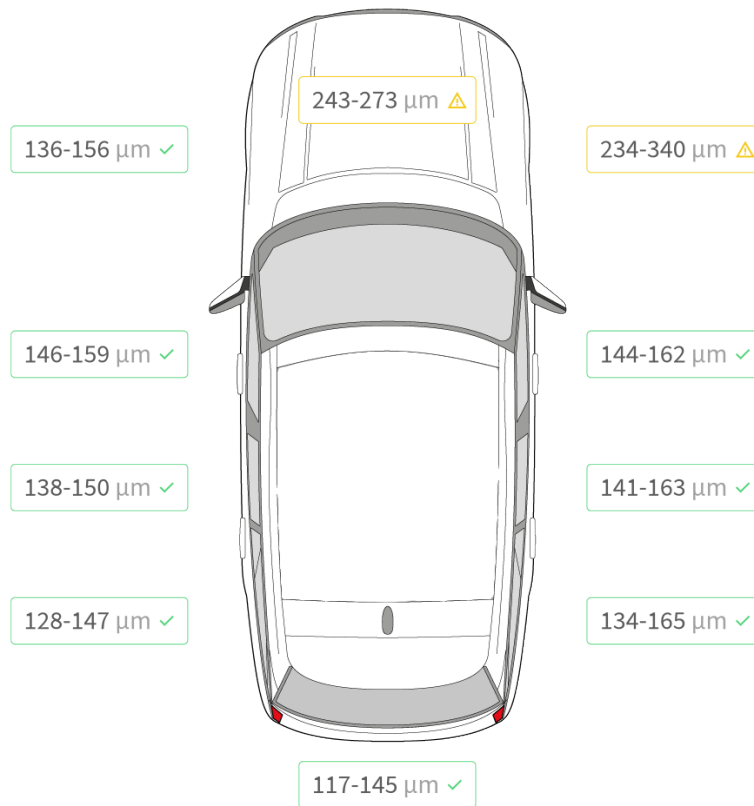 243-273 µm
136-156 µm
234-340 µm
146-159 µm
144-162 µm
138-150 µm
141-163 µm
128-147 µm
134-165 µm
117-145 µm